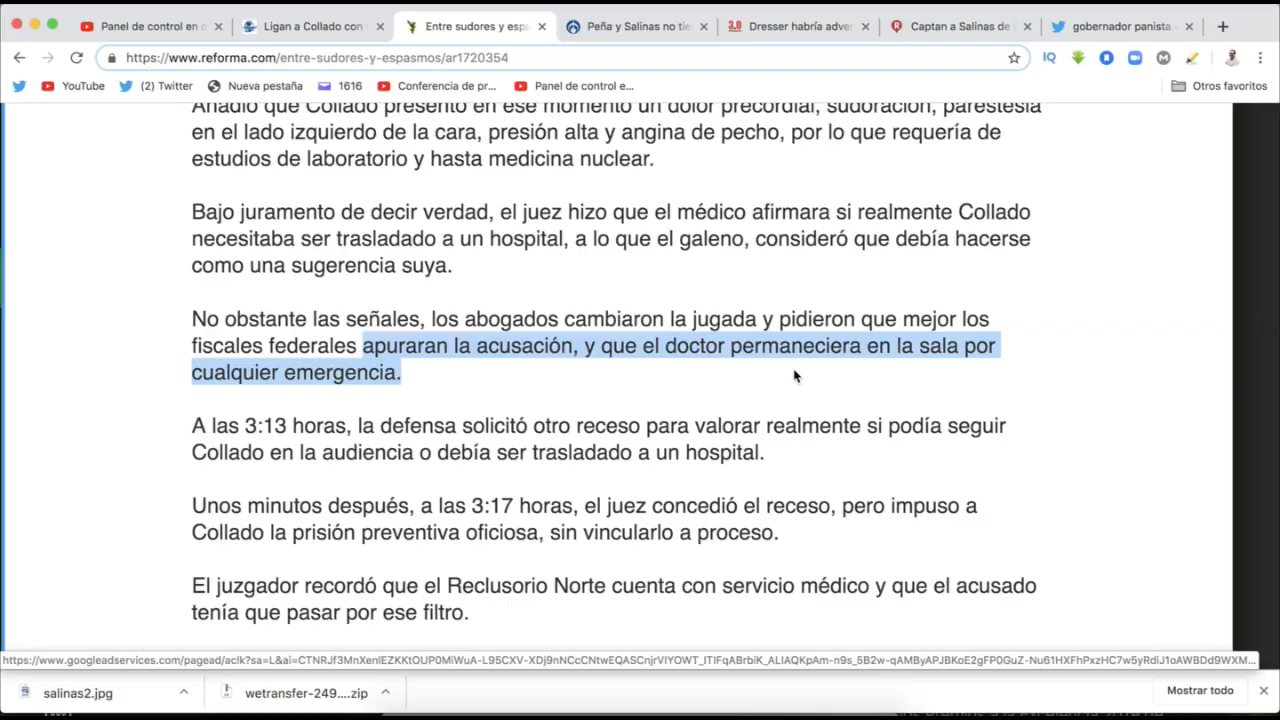 Panel de control en d
Ligan a Collado con
Entre sudores y espa
Peña y Salinas no tie
Dresser habría adve
Captan a Salinas de
gobernador panista
https://www.reforma.com/entre-sudores-y-espasmos/ar1720354
YouTube
(2) Twitter
Nueva pestaña
1616
Conferencia de pr...
Panel de control e...
Otros favoritos
Añadió que Collado presentó en ese momento un dolor precordial, sudoración, parestesia
en el lado izquierdo de la cara, presión alta y angina de pecho, por lo que requería de
estudios de laboratorio y hasta medicina nuclear.
Bajo juramento de decir verdad, el juez hizo que el médico afirmara si realmente Collado
necesitaba ser trasladado a un hospital, a lo que el galeno, consideró que debía hacerse
como una sugerencia suya.
No obstante las señales, los abogados cambiaron la jugada y pidieron que mejor los
fiscales federales apuraran la acusación, y que el doctor permaneciera en la sala por
cualquier emergencia.
A las 3:13 horas, la defensa solicitó otro receso para valorar realmente si podía seguir
Collado en la audiencia o debía ser trasladado a un hospital.
Unos minutos después, a las 3:17 horas, el juez concedió el receso, pero impuso a
Collado la prisión preventiva oficiosa, sin vincularlo a proceso.
El juzgador recordó que el Reclusorio Norte cuenta con servicio médico y que el acusado
tenía que pasar por ese filtro.
salinas2.jpg
wetransfer-249....zip
Mostrar todo